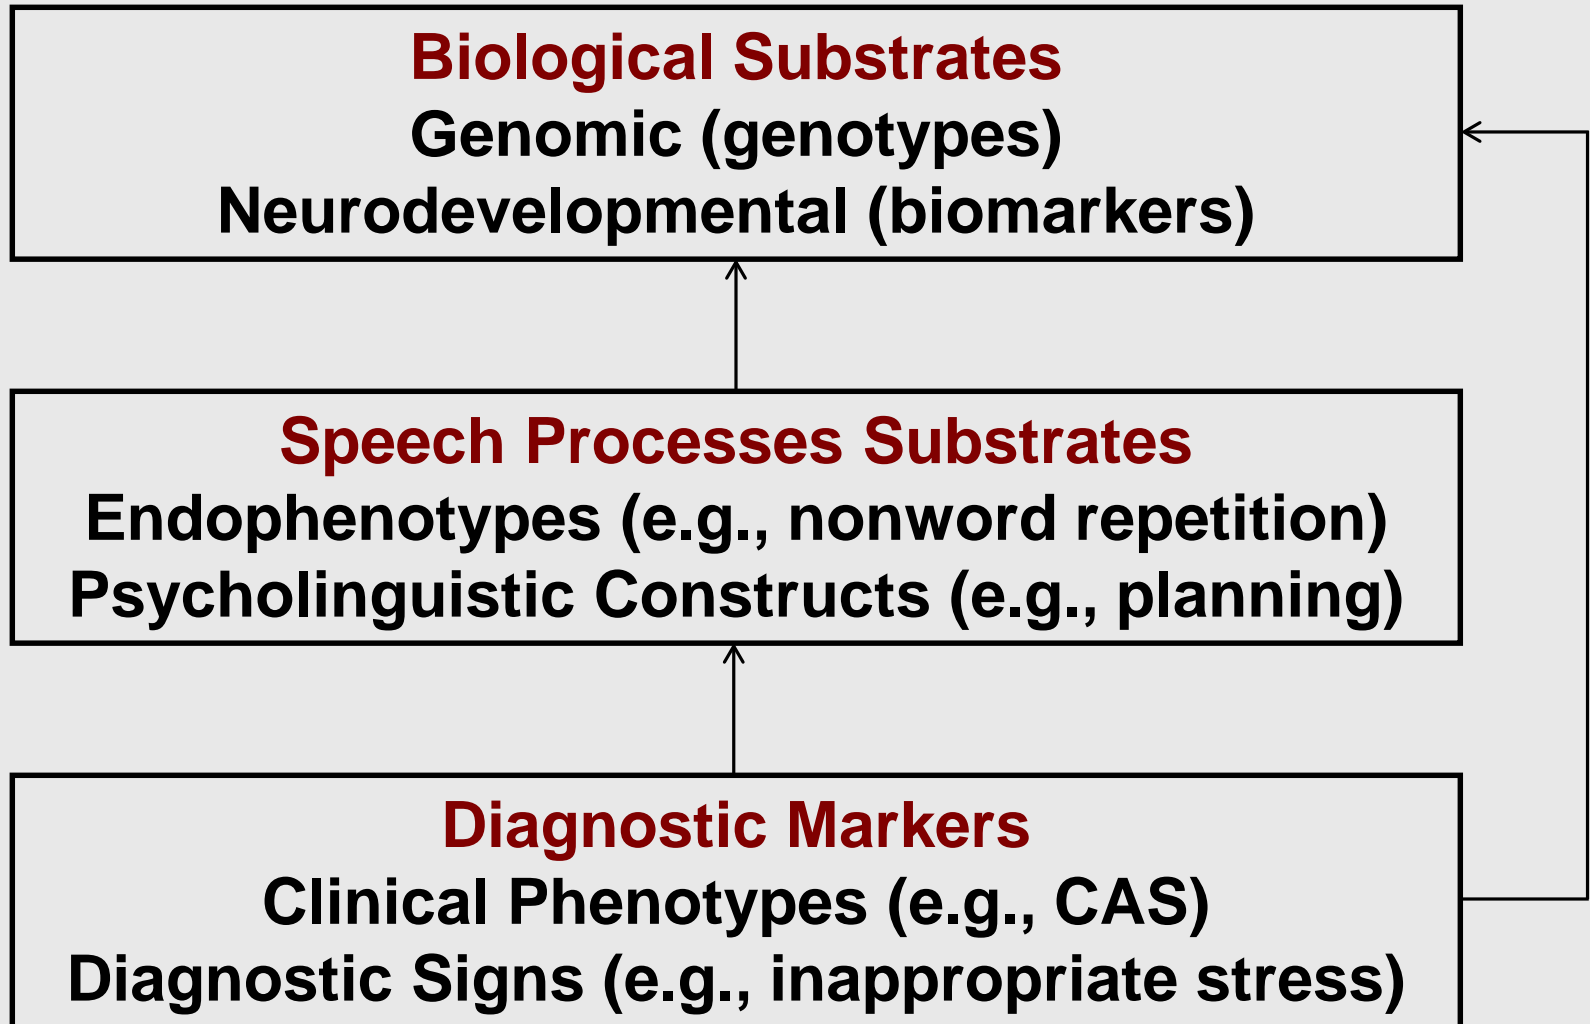 Biological Substrates
Genomic (genotypes)
Neurodevelopmental (biomarkers)
Speech Processes Substrates
Endophenotypes (e.g., nonword repetition)
Psycholinguistic Constructs (e.g., planning)
Diagnostic Markers
Clinical Phenotypes (e.g., CAS)
Diagnostic Signs (e.g., inappropriate stress)